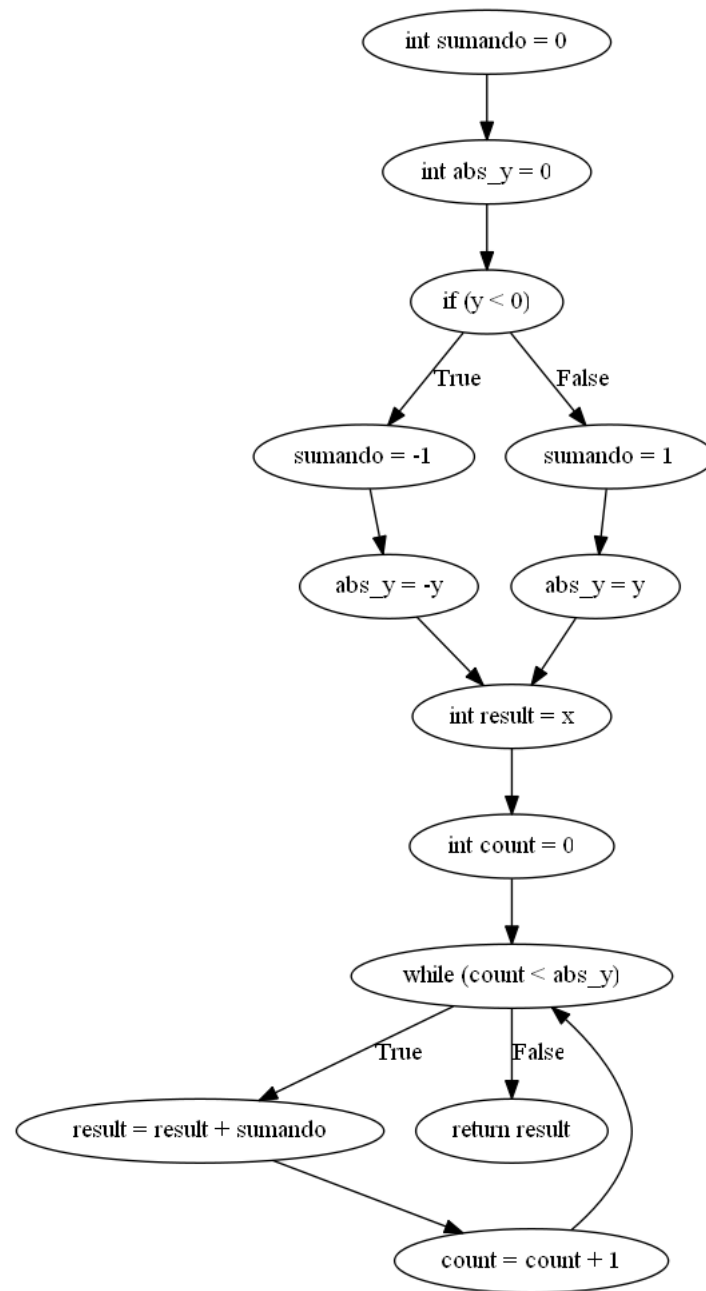 int sumando = 0
int abs_y = 0
if (y < 0)
True
False
sumando = -1
sumando = 1
abs_y = -y
abs_y = y
int result = x
int count = 0
while (count < abs_y)
True
False
result = result + sumando
return result
count = count + 1